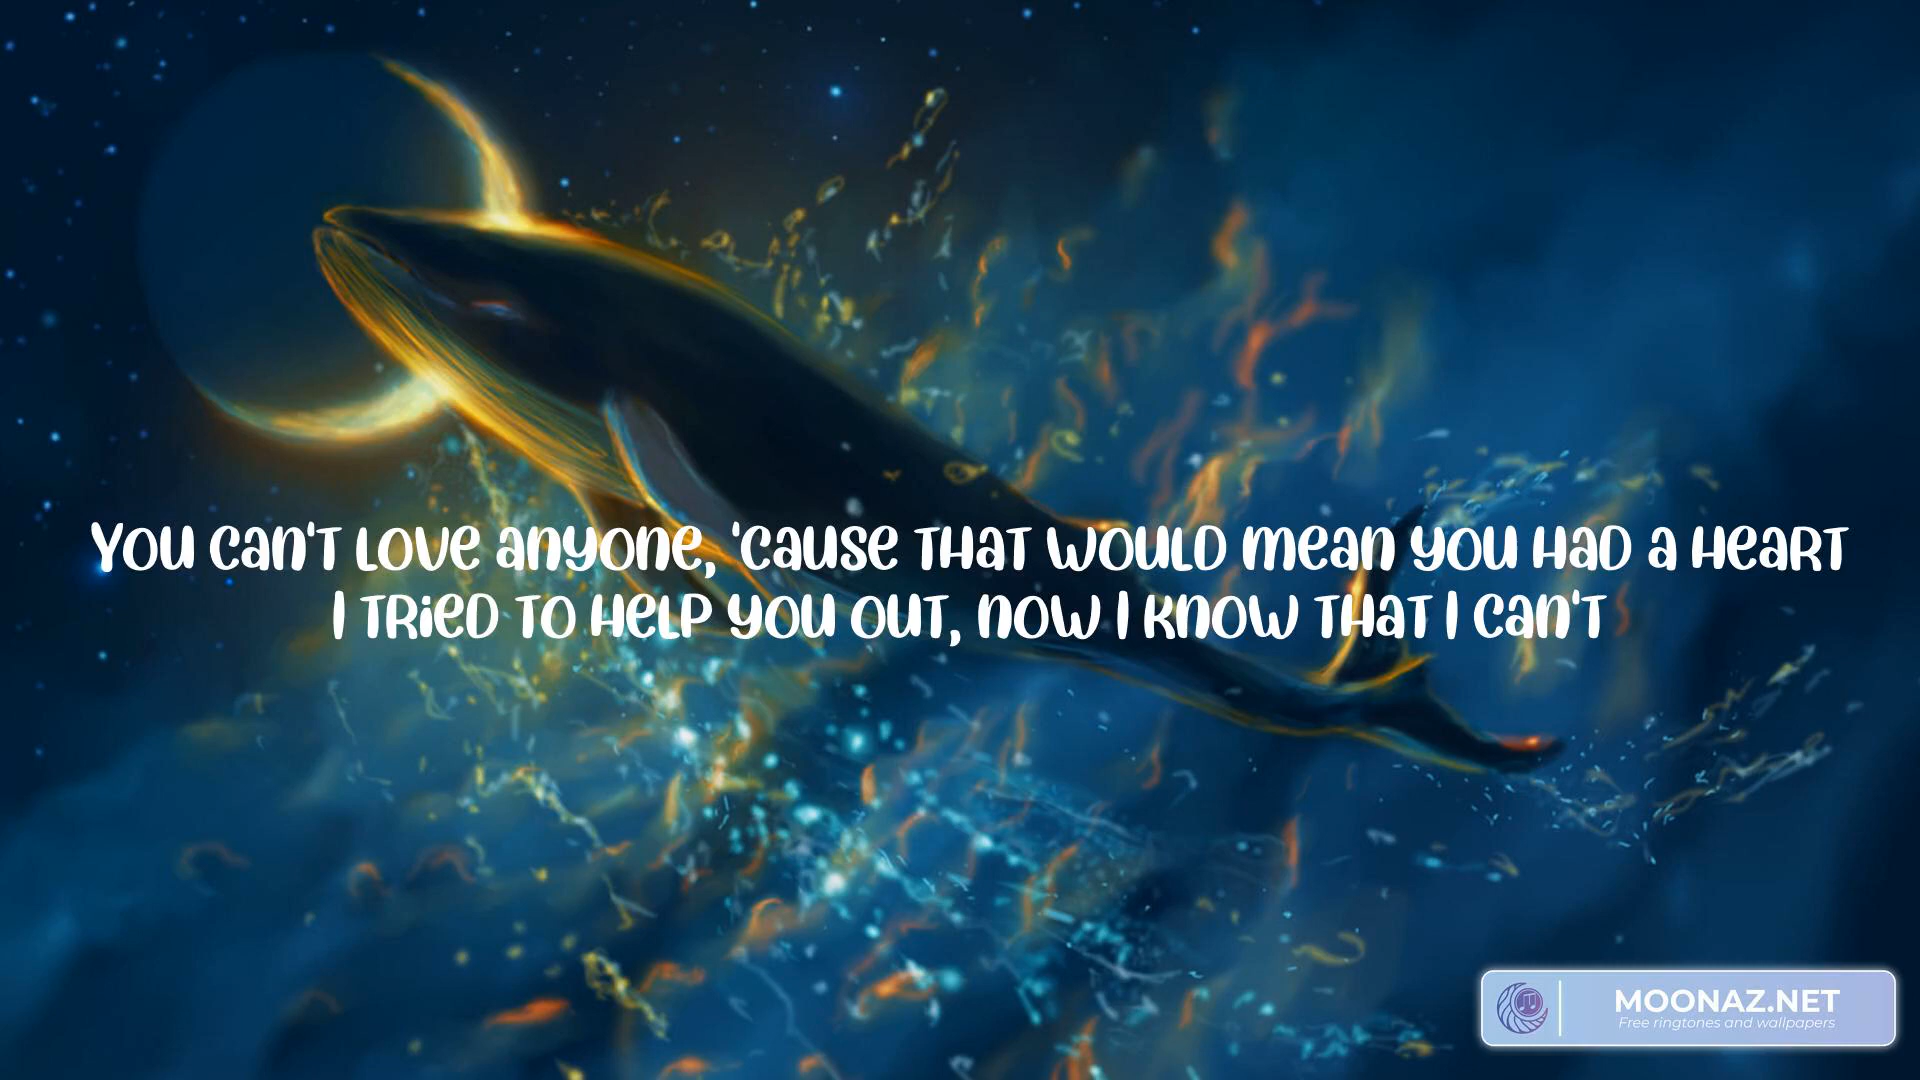 You can't love anyone, 'cause that would mean you had a heart
I tried to help you out, now I know that I can't
MOONAZ.NET
Free ringtones and wallpapers